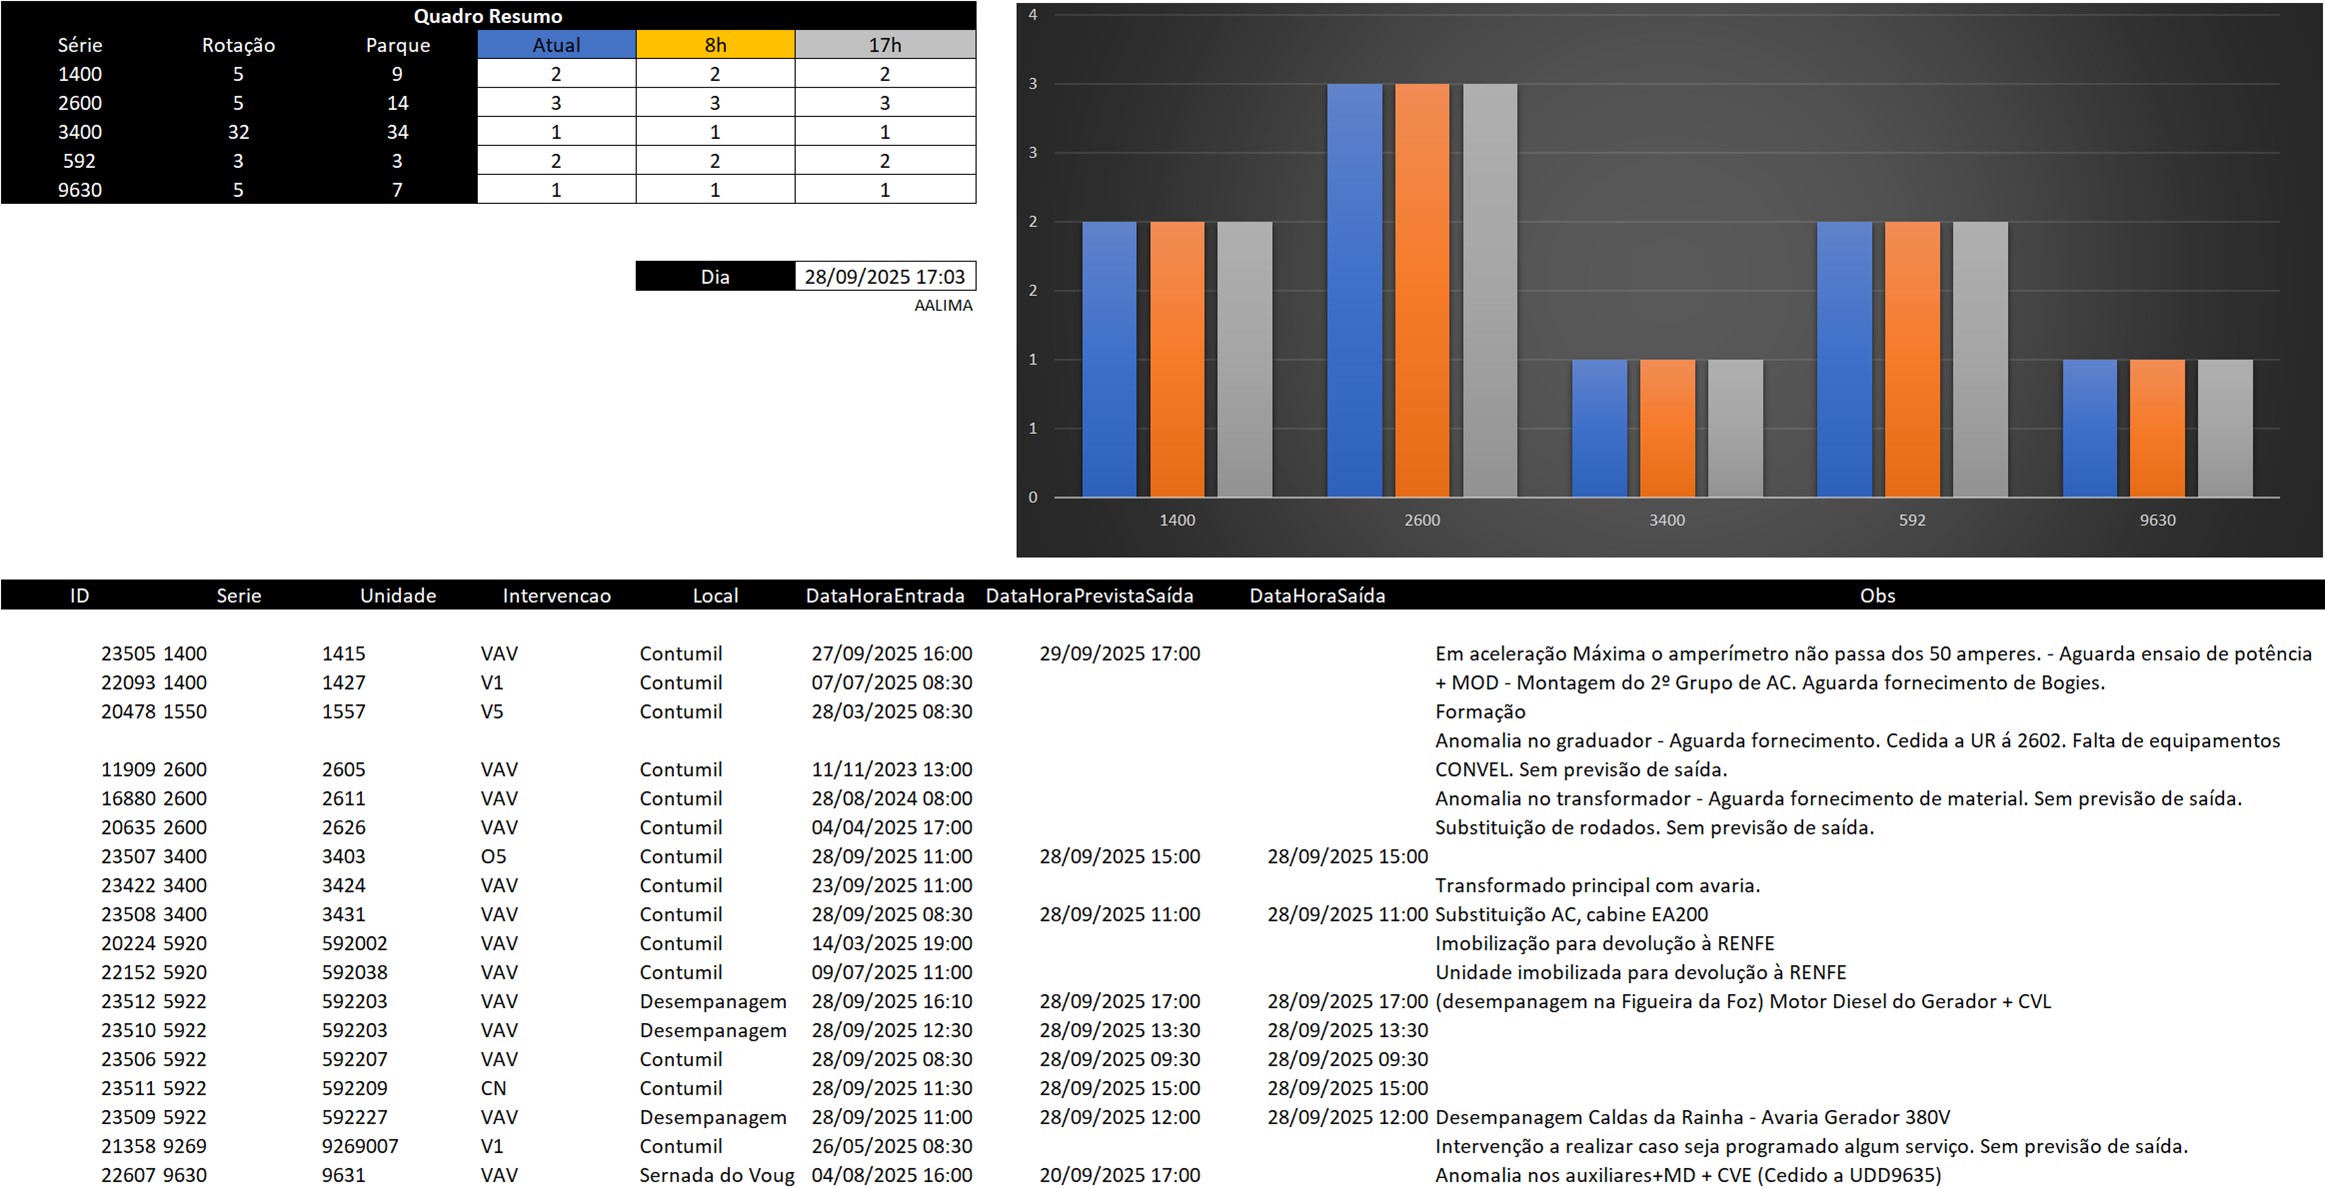 Quadro Resumo
Série Rotação Parque Atual 8h 17h
1400 5 9 2 2 2
2600 5 14 3 3 3
3400 32 34 1 1 1
592 3 3 2 2 2
9630 5 7 1 1 1
Dia 28/09/2025 17:03
AALIMA
4
3
3
2
2
1
1
0
1400 2600 3400 592 9630
ID Serie Unidade Intervencao Local DataHoraEntrada DataHoraPrevistaSaída DataHoraSaída Obs
23505 1400 1415 VAV Contumil 27/09/2025 16:00 29/09/2025 17:00 Em aceleração Máxima o amperímetro não passa dos 50 amperes. - Aguarda ensaio de potência
22093 1400 1427 V1 Contumil 07/07/2025 08:30 + MOD - Montagem do 2º Grupo de AC. Aguarda fornecimento de Bogies.
20478 1550 1557 V5 Contumil 28/03/2025 08:30 Formação
Anomalia no graduador - Aguarda fornecimento. Cedida a UR á 2602. Falta de equipamentos
11909 2600 2605 VAV Contumil 11/11/2023 13:00 CONVEL. Sem previsão de saída.
16880 2600 2611 VAV Contumil 28/08/2024 08:00 Anomalia no transformador - Aguarda fornecimento de material. Sem previsão de saída.
20635 2600 2626 VAV Contumil 04/04/2025 17:00 Substituição de rodados. Sem previsão de saída.
23507 3400 3403 O5 Contumil 28/09/2025 11:00 28/09/2025 15:00 28/09/2025 15:00
23422 3400 3424 VAV Contumil 23/09/2025 11:00 Transformado principal com avaria.
23508 3400 3431 VAV Contumil 28/09/2025 08:30 28/09/2025 11:00 28/09/2025 11:00 Substituição AC, cabine EA200
20224 5920 592002 VAV Contumil 14/03/2025 19:00 Imobilização para devolução à RENFE
22152 5920 592038 VAV Contumil 09/07/2025 11:00 Unidade imobilizada para devolução à RENFE
23512 5922 592203 VAV Desempanagem 28/09/2025 16:10 28/09/2025 17:00 28/09/2025 17:00 (desempanagem na Figueira da Foz) Motor Diesel do Gerador + CVL
23510 5922 592203 VAV Desempanagem 28/09/2025 12:30 28/09/2025 13:30 28/09/2025 13:30
23506 5922 592207 VAV Contumil 28/09/2025 08:30 28/09/2025 09:30 28/09/2025 09:30
23511 5922 592209 CN Contumil 28/09/2025 11:30 28/09/2025 15:00 28/09/2025 15:00
23509 5922 592227 VAV Desempanagem 28/09/2025 11:00 28/09/2025 12:00 28/09/2025 12:00 Desempanagem Caldas da Rainha - Avaria Gerador 380V
21358 9269 9269007 V1 Contumil 26/05/2025 08:30 Intervenção a realizar caso seja programado algum serviço. Sem previsão de saída.
22607 9630 9631 VAV Sernada do Voug 04/08/2025 16:00 20/09/2025 17:00 Anomalia nos auxiliares+MD + CVE (Cedido a UDD9635)